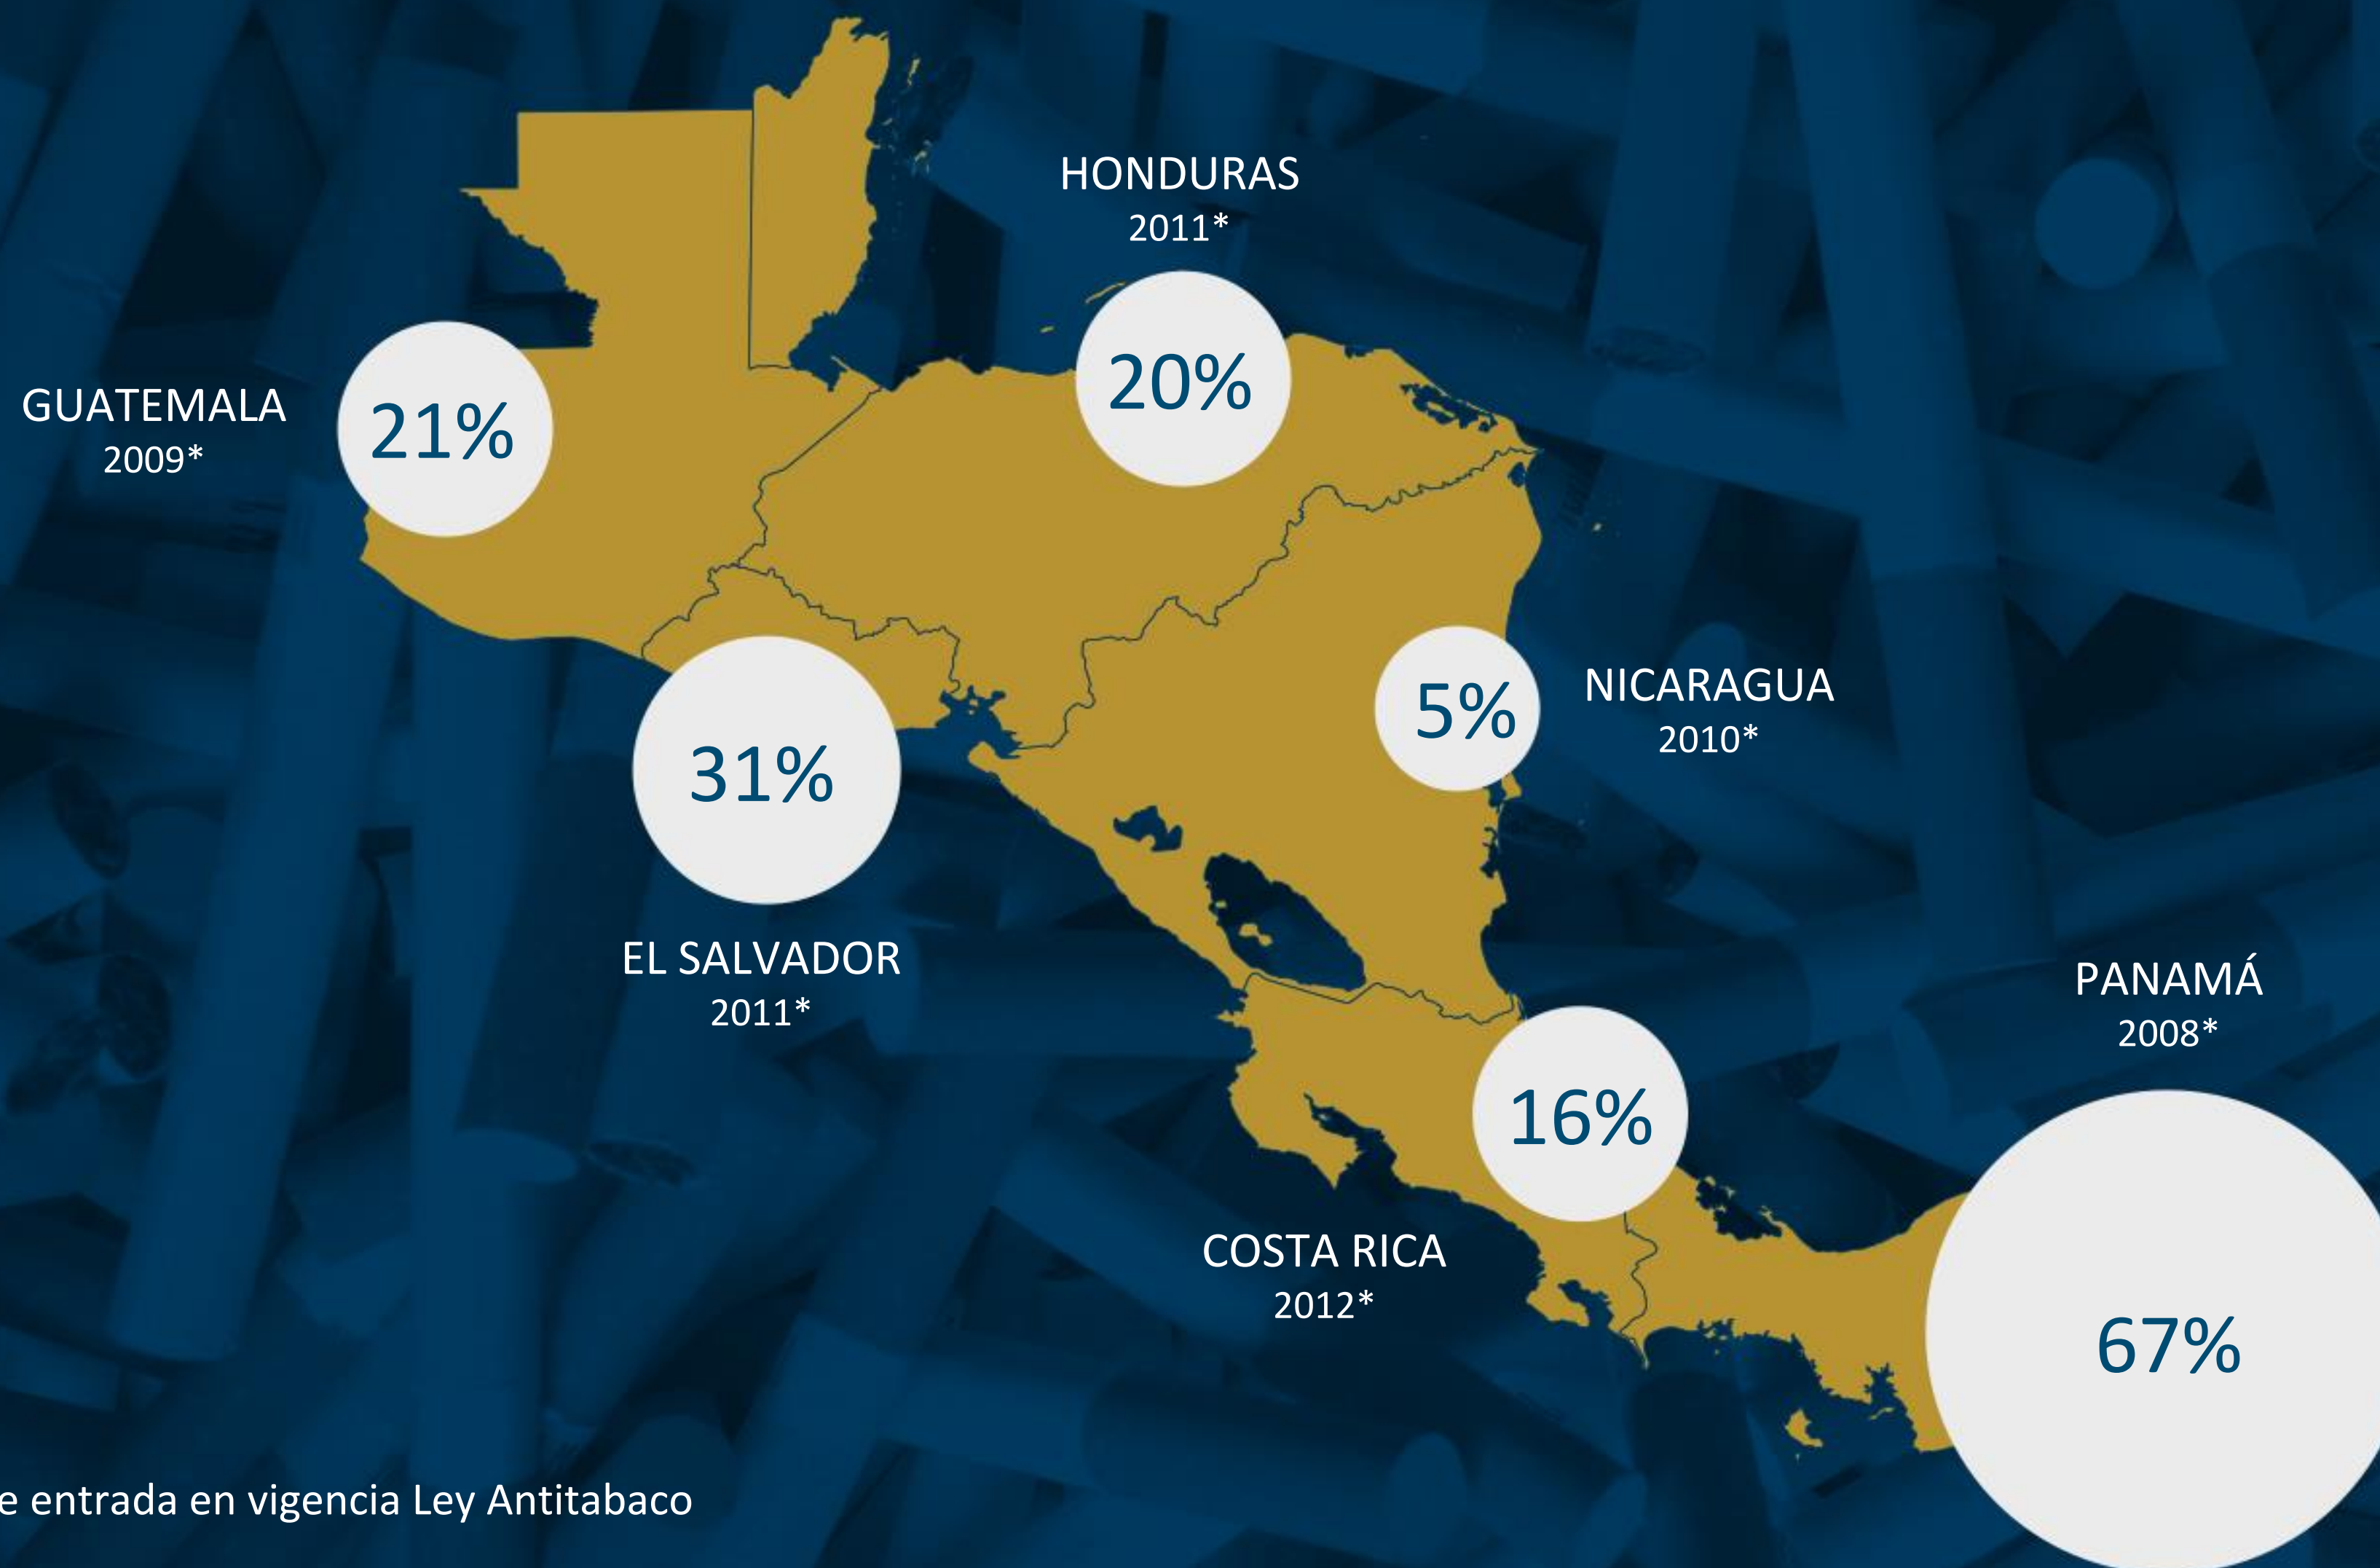 HONDURAS
2011*
20%
GUATEMALA
2009*
21%
NICARAGUA
2010*
5%
31%
EL SALVADOR
2011*
PANAMÁ
2008*
16%
COSTA RICA
2012*
67%
e entrada en vigencia Ley Antitabaco